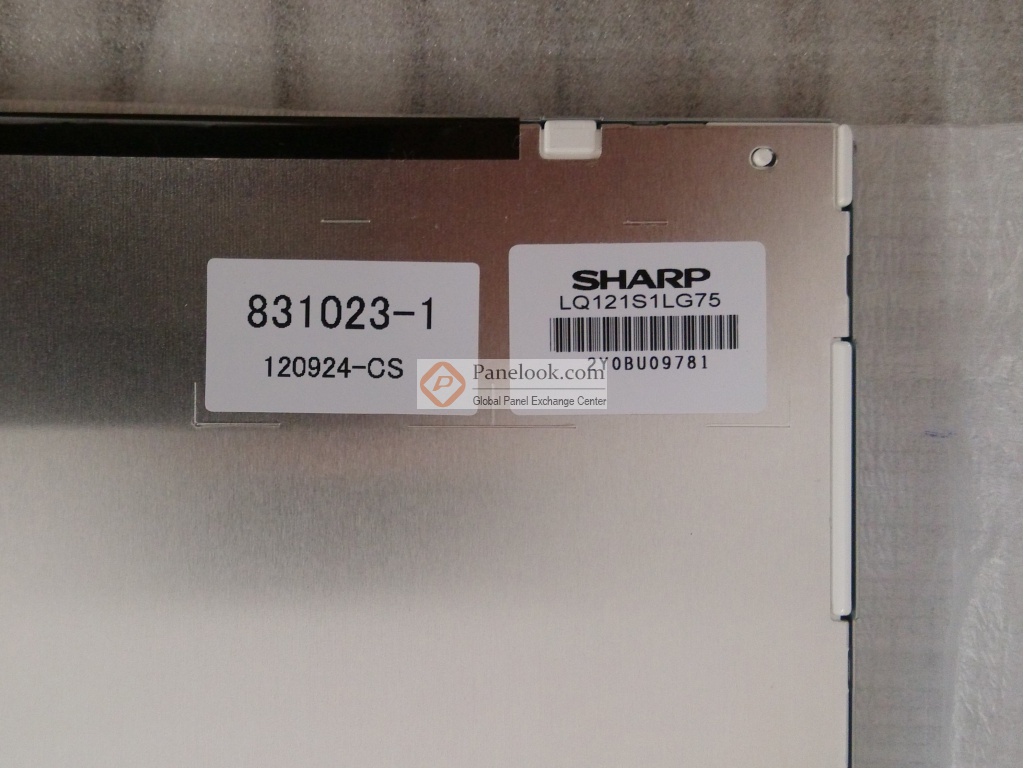 831023-1
120924-CS
SHARP
LQ121S1LG75
2Y0BU09781
Panelook.com
Global Panel Exchange Center